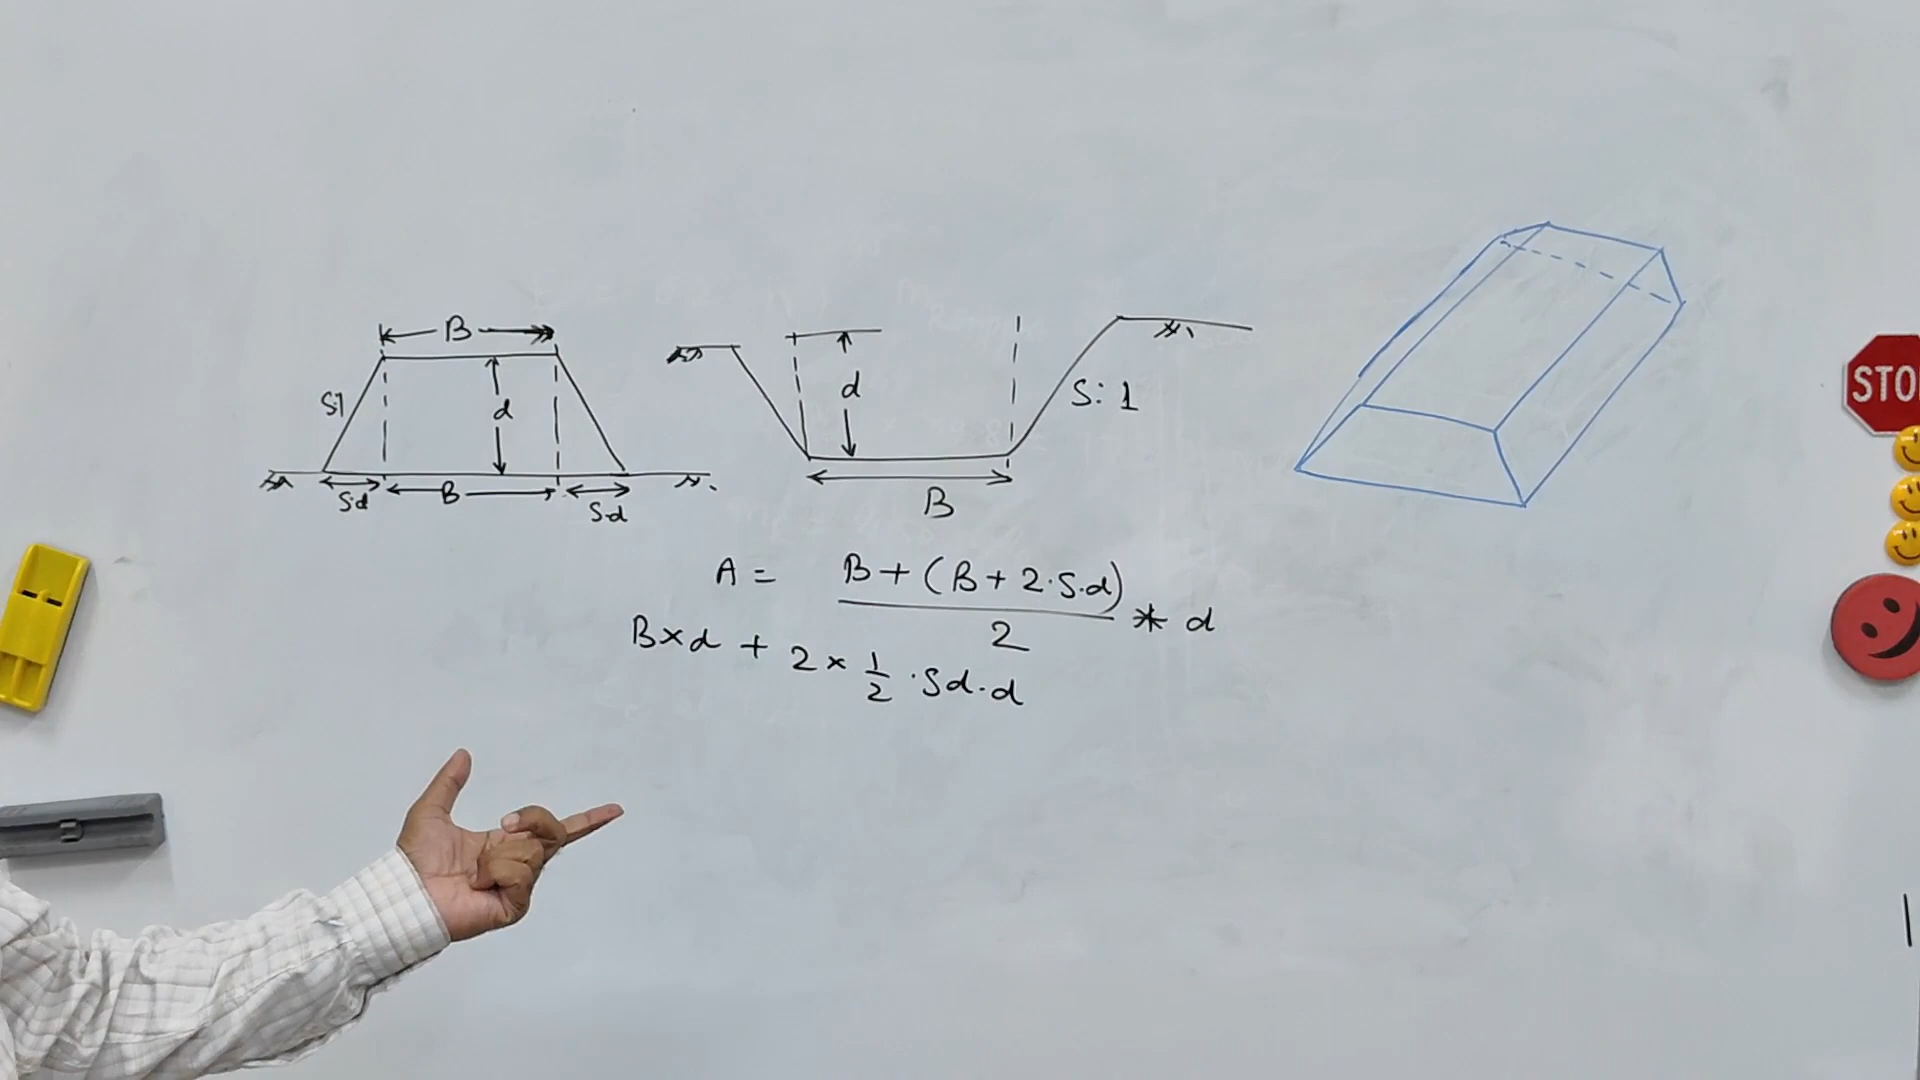 B
S:1
d
Sd
B
Sd
d
S:1
B
A = B + (B + 2·S·d) / 2 * d
B×d + 2 × 1/2 · Sd·d
STO